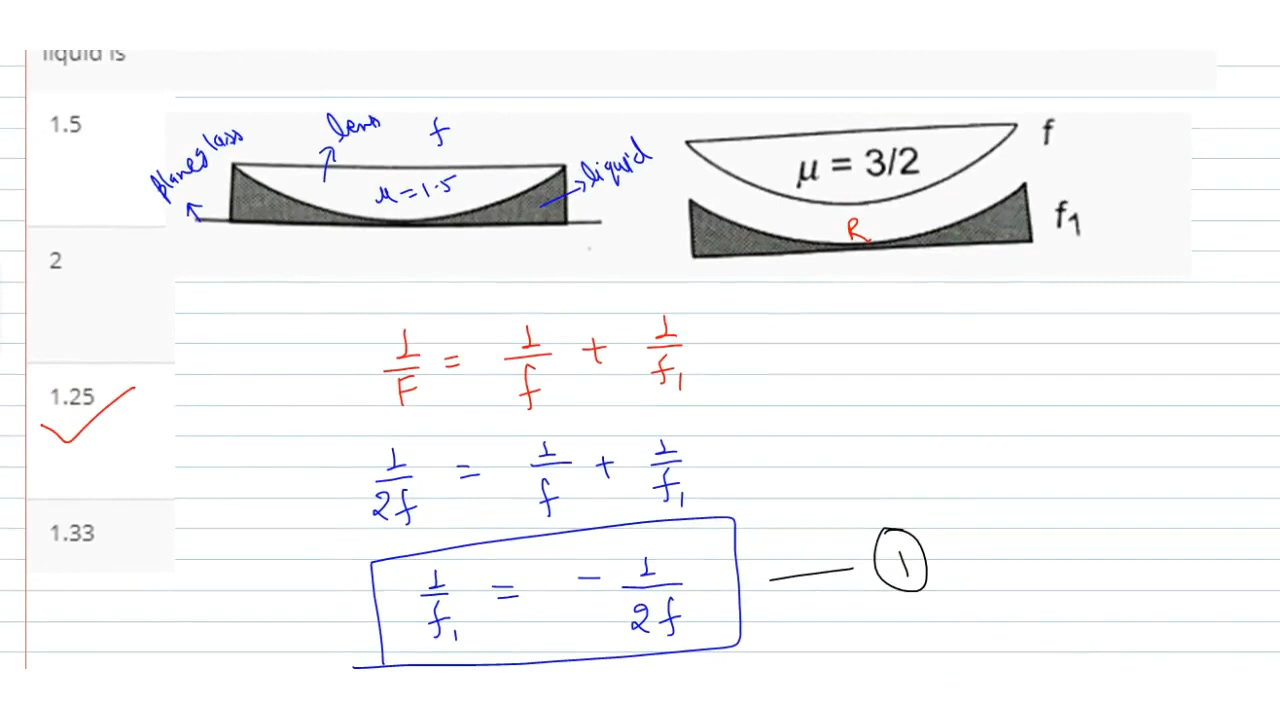 liquid is
1.5
2
1.25
1.33
plane glass
lens
f
μ = 1.5
liquid
μ = 3/2
f
R
f₁
1/F = 1/f + 1/f₁
1/2f = 1/f + 1/f₁
1/f₁ = - 1/2f — ①